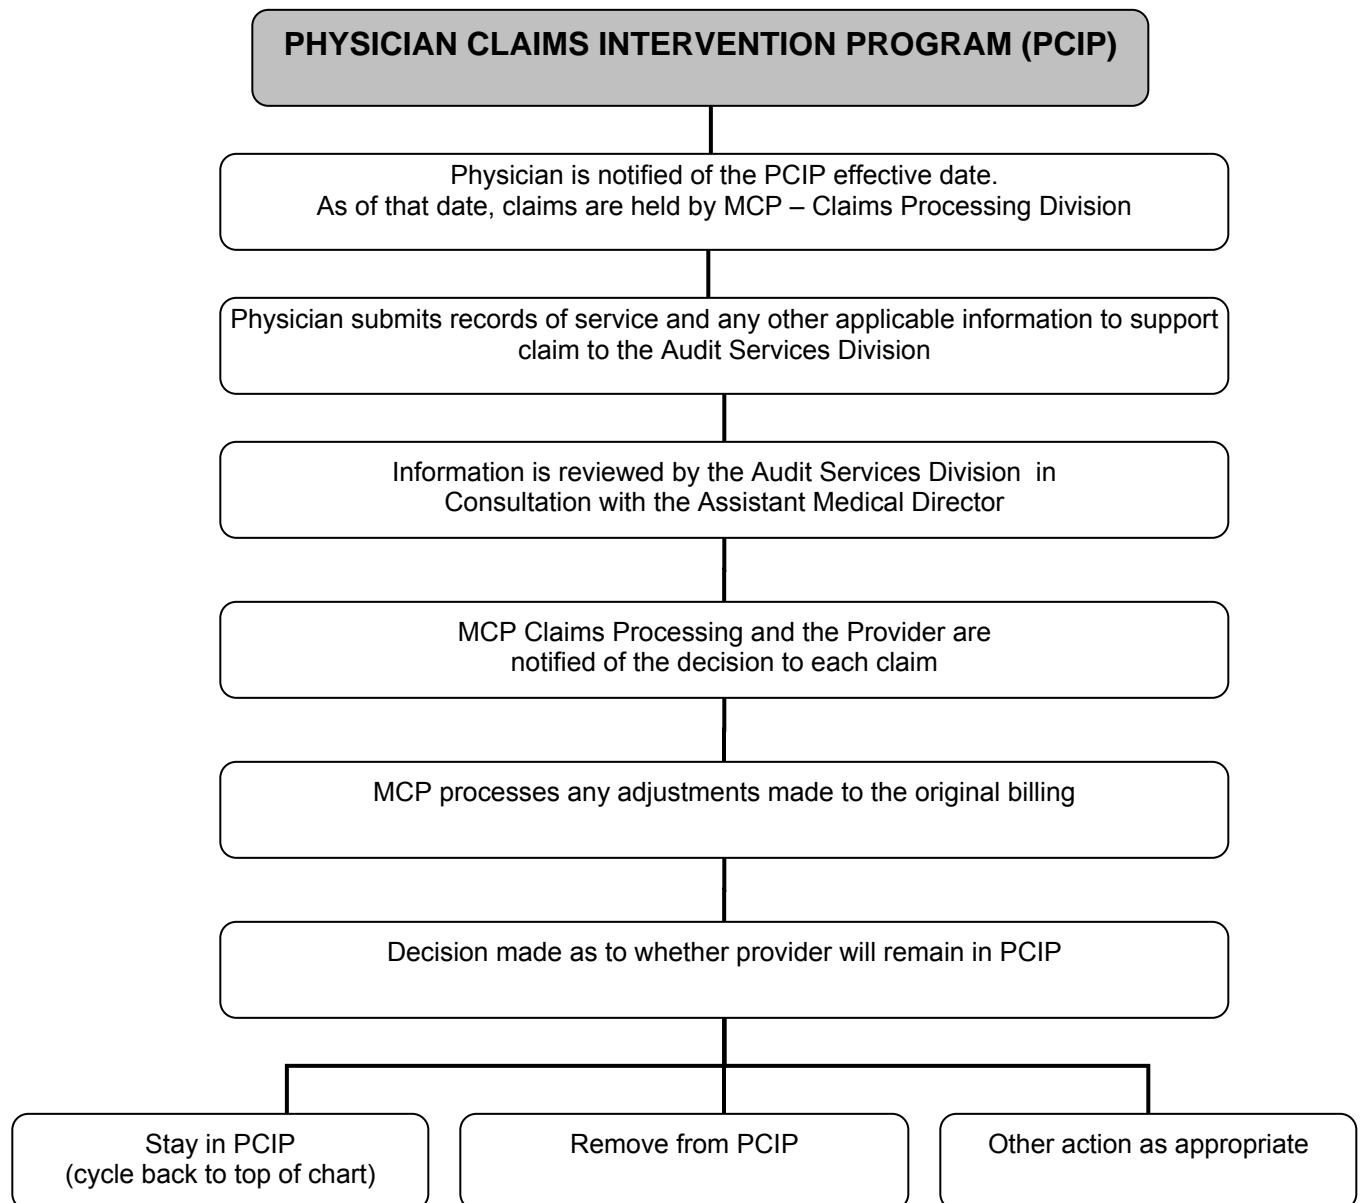 PHYSICIAN CLAIMS INTERVENTION PROGRAM (PCIP)
Physician is notified of the PCIP effective date.
As of that date, claims are held by MCP – Claims Processing Division
Physician submits records of service and any other applicable information to support
claim to the Audit Services Division
Information is reviewed by the Audit Services Division in
Consultation with the Assistant Medical Director
MCP Claims Processing and the Provider are
notified of the decision to each claim
MCP processes any adjustments made to the original billing
Decision made as to whether provider will remain in PCIP
Stay in PCIP
(cycle back to top of chart)
Remove from PCIP
Other action as appropriate